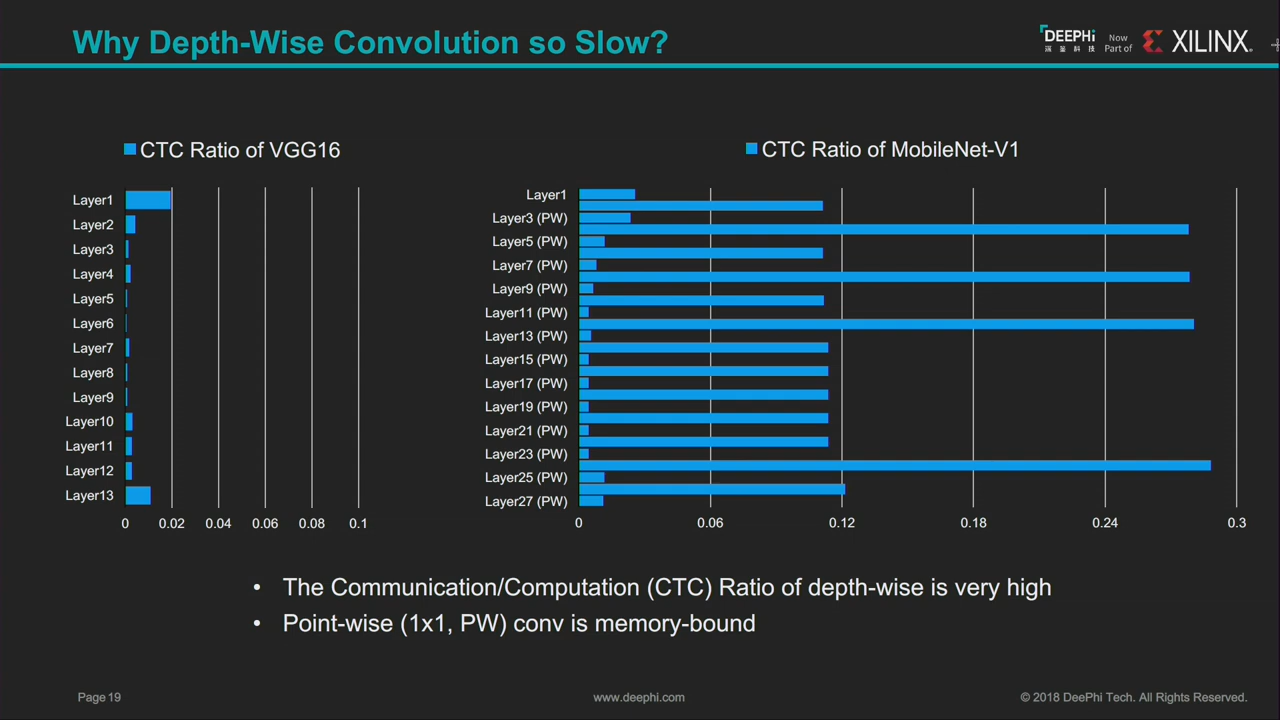 Why Depth-Wise Convolution so Slow?
DEEPHi
深鉴科技
Now
Part of
XILINX
CTC Ratio of VGG16
Layer1
Layer2
Layer3
Layer4
Layer5
Layer6
Layer7
Layer8
Layer9
Layer10
Layer11
Layer12
Layer13
0 0.02 0.04 0.06 0.08 0.1
CTC Ratio of MobileNet-V1
Layer1
Layer3 (PW)
Layer5 (PW)
Layer7 (PW)
Layer9 (PW)
Layer11 (PW)
Layer13 (PW)
Layer15 (PW)
Layer17 (PW)
Layer19 (PW)
Layer21 (PW)
Layer23 (PW)
Layer25 (PW)
Layer27 (PW)
0 0.06 0.12 0.18 0.24 0.3
• The Communication/Computation (CTC) Ratio of depth-wise is very high
• Point-wise (1x1, PW) conv is memory-bound
Page 19
www.deephi.com
© 2018 DeePhi Tech. All Rights Reserved.